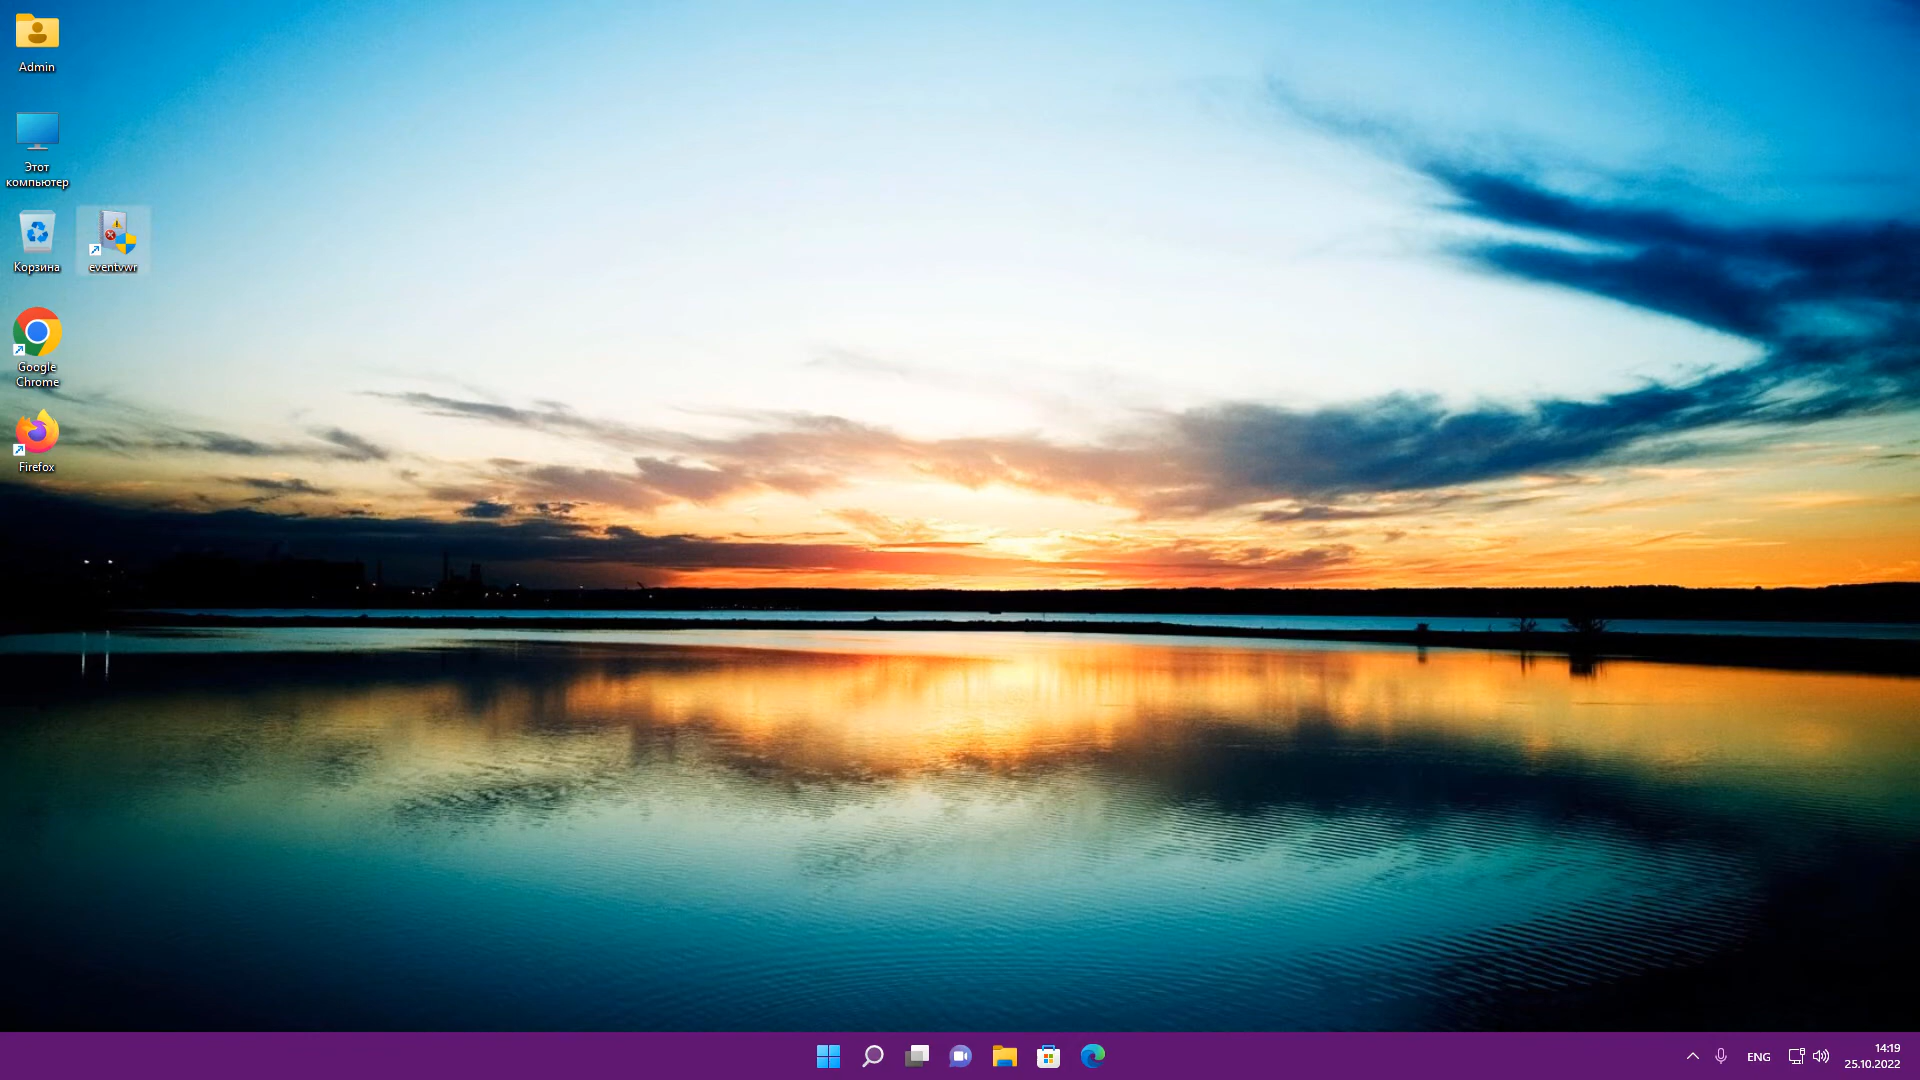 Admin
Этот
компьютер
Корзина
eventvwr
Google
Chrome
Firefox
ENG
14:19
25.10.2022